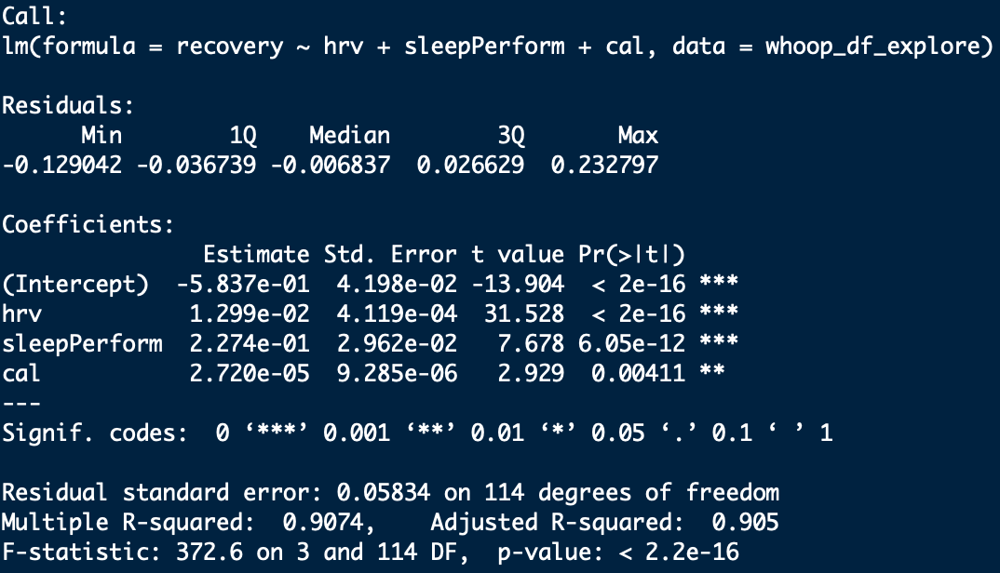 Call:
lm(formula = recovery ~ hrv + sleepPerform + cal, data = whoop_df_explore)
Residuals:
Min 1Q Median 3Q Max
-0.129042 -0.036739 -0.006837 0.026629 0.232797
Coefficients:
Estimate Std. Error t value Pr(>|t|)
(Intercept) -5.837e-01 4.198e-02 -13.904 < 2e-16 ***
hrv 1.299e-02 4.119e-04 31.528 < 2e-16 ***
sleepPerform 2.274e-01 2.962e-02 7.678 6.05e-12 ***
cal 2.720e-05 9.285e-06 2.929 0.00411 **
---
Signif. codes: 0 ‘***’ 0.001 ‘**’ 0.01 ‘*’ 0.05 ‘.’ 0.1 ‘ ’ 1
Residual standard error: 0.05834 on 114 degrees of freedom
Multiple R-squared: 0.9074, Adjusted R-squared: 0.905
F-statistic: 372.6 on 3 and 114 DF, p-value: < 2.2e-16